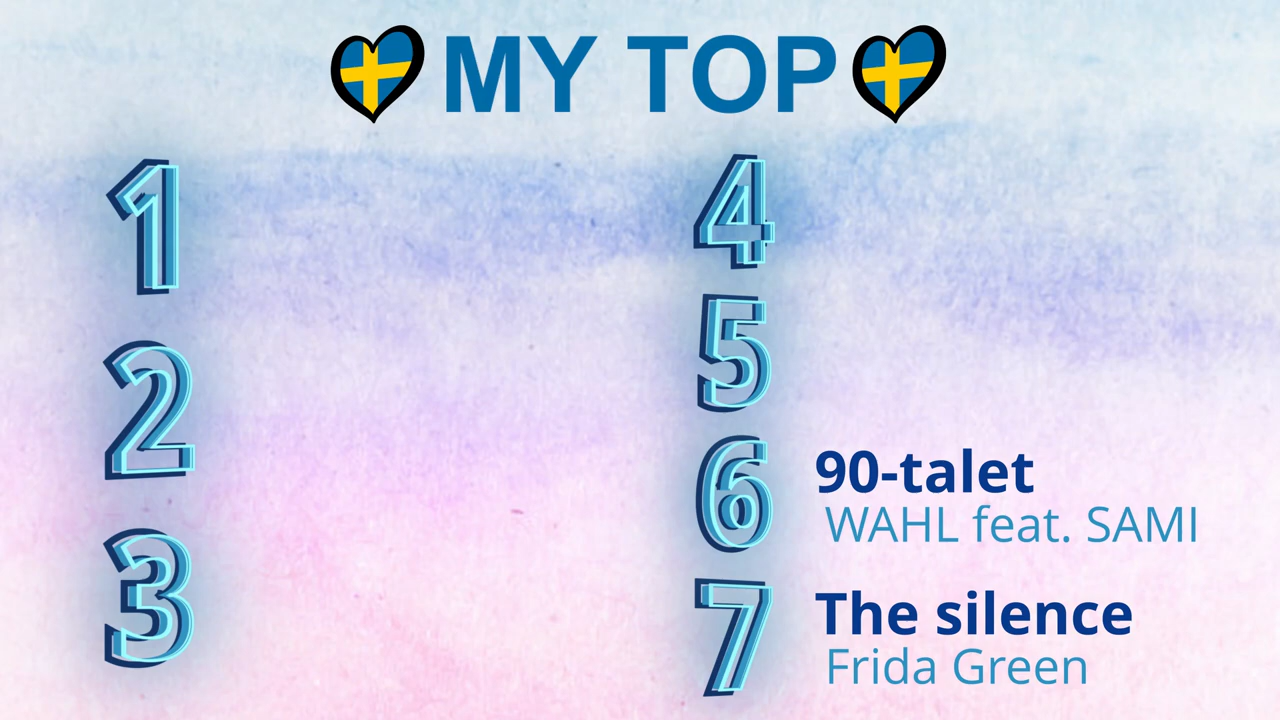 MY TOP
1
2
3
4
5
6
90-talet
WAHL feat. SAMI
7
The silence
Frida Green